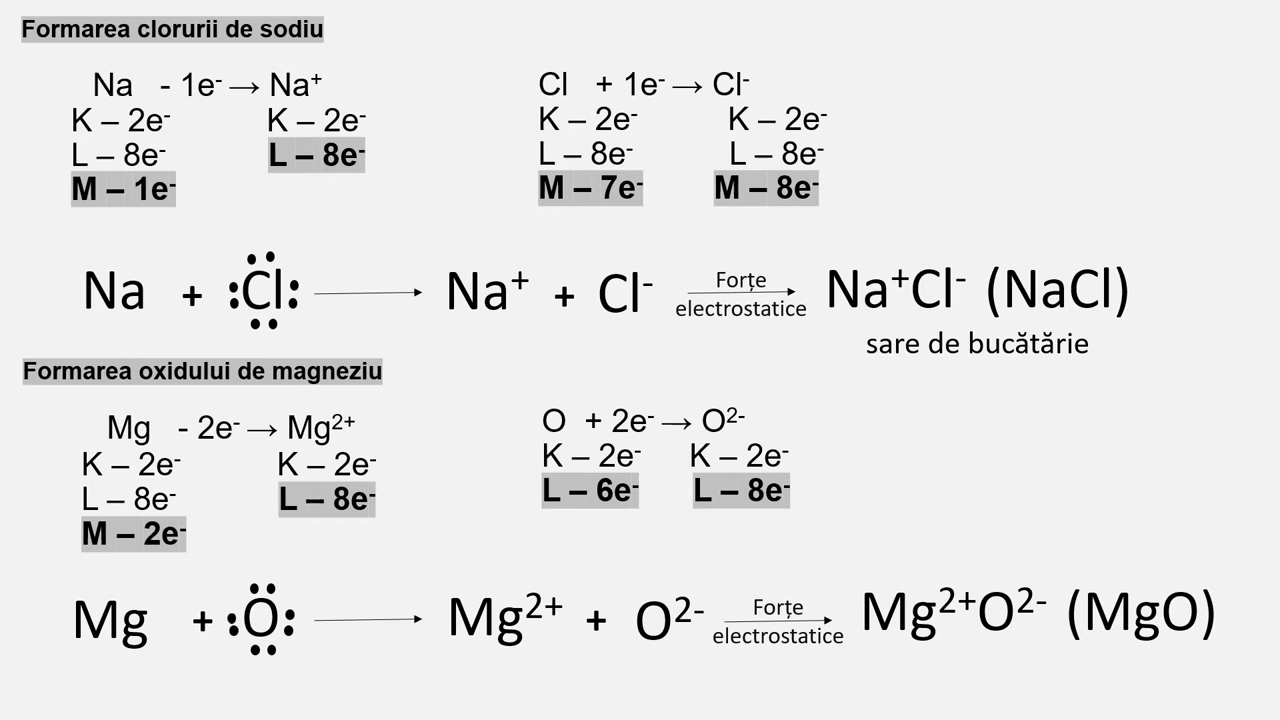 Formarea clorurii de sodiu
Na - 1e⁻ → Na⁺ Cl + 1e⁻ → Cl⁻
K – 2e⁻ K – 2e⁻ K – 2e⁻ K – 2e⁻
L – 8e⁻ L – 8e⁻ L – 8e⁻ L – 8e⁻
M – 1e⁻ M – 7e⁻ M – 8e⁻
Na + Cl → Na⁺ + Cl⁻ Forțe electrostatice → Na⁺Cl⁻ (NaCl)
sare de bucătărie
Formarea oxidului de magneziu
Mg - 2e⁻ → Mg²⁺ O + 2e⁻ → O²⁻
K – 2e⁻ K – 2e⁻ K – 2e⁻ K – 2e⁻
L – 8e⁻ L – 8e⁻ L – 6e⁻ L – 8e⁻
M – 2e⁻
Mg + O → Mg²⁺ + O²⁻ Forțe electrostatice → Mg²⁺O²⁻ (MgO)